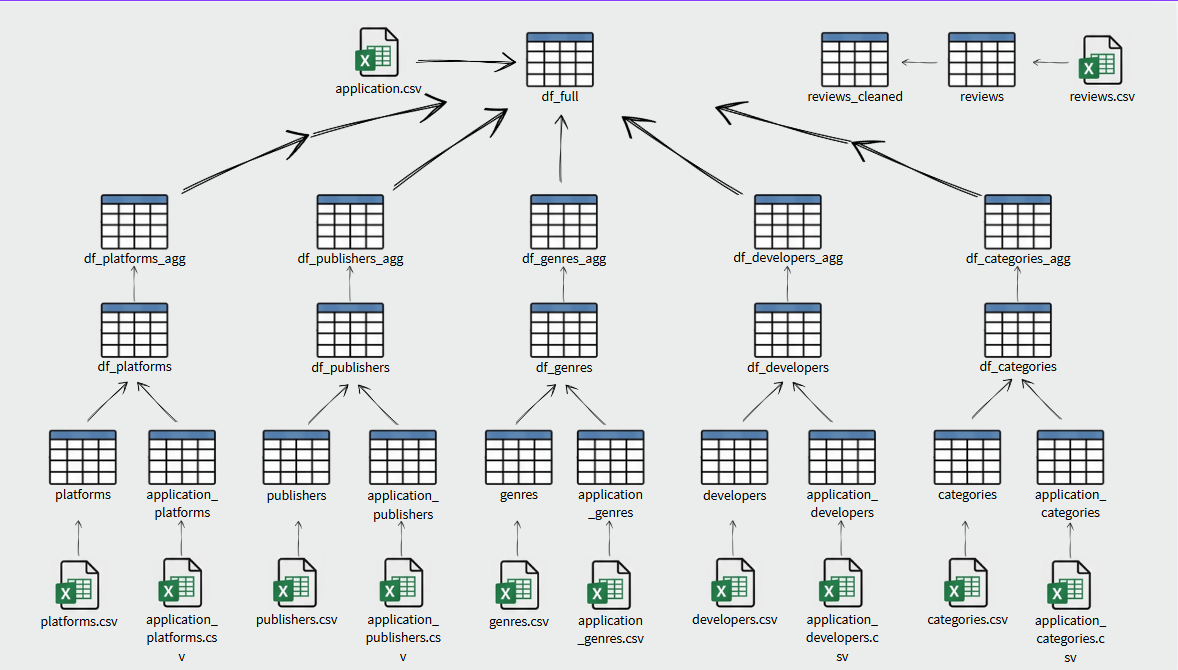 application.csv
df_full
reviews_cleaned
reviews
reviews.csv
df_platforms_agg
df_publishers_agg
df_genres_agg
df_developers_agg
df_categories_agg
df_platforms
df_publishers
df_genres
df_developers
df_categories
platforms
application_
platforms
publishers
application_
publishers
genres
application
_genres
developers
application_
developers
categories
application_
categories
platforms.csv
application_
platforms.cs
v
publishers.csv
application_
publishers.cs
v
genres.csv
application
_genres.csv
developers.csv
application_
developers.c
sv
categories.csv
application_
categories.c
sv